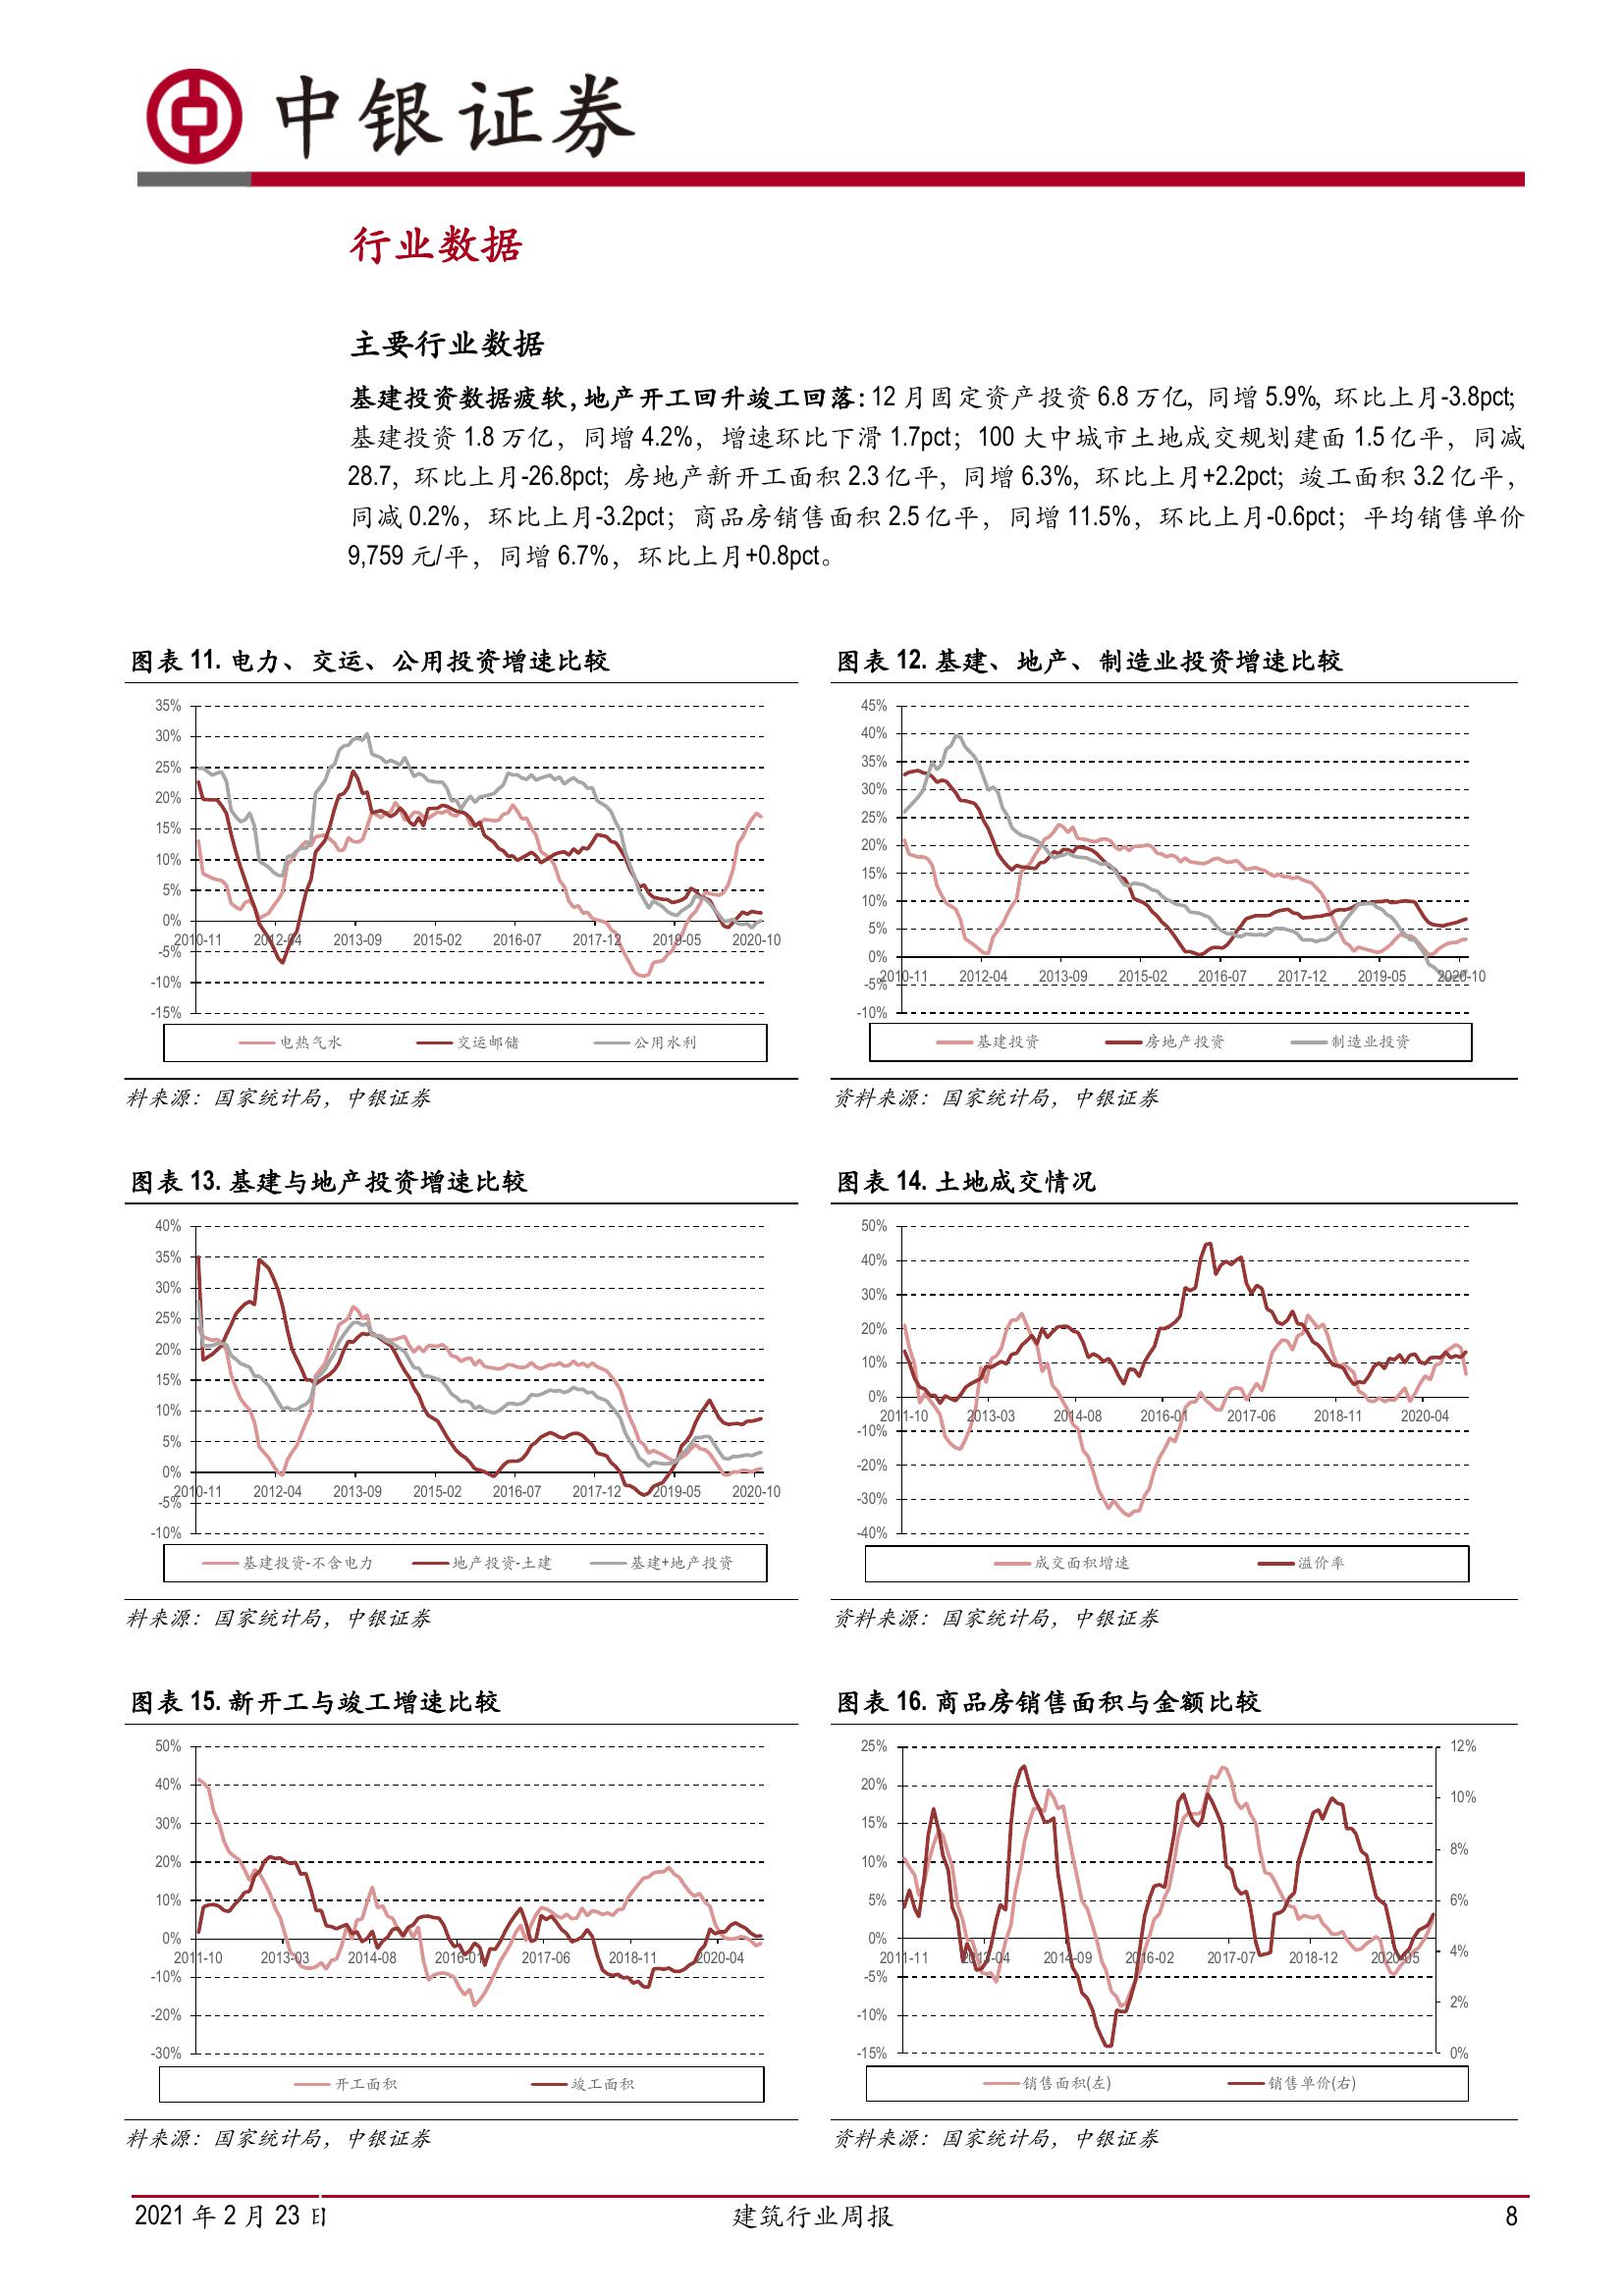 中银证券
行业数据
主要行业数据
基建投资数据疲软，地产开工回升竣工回落：12 月固定资产投资 6.8 万亿，同增 5.9%，环比上月-3.8pct；
基建投资 1.8 万亿，同增 4.2%，增速环比下滑 1.7pct；100 大中城市土地成交规划建面 1.5 亿平，同减
28.7，环比上月-26.8pct；房地产新开工面积 2.3 亿平，同增 6.3%，环比上月+2.2pct；竣工面积 3.2 亿平，
同减 0.2%，环比上月-3.2pct；商品房销售面积 2.5 亿平，同增 11.5%，环比上月-0.6pct；平均销售单价
9,759 元/平，同增 6.7%，环比上月+0.8pct。
图表 11. 电力、交运、公用投资增速比较
35%
30%
25%
20%
15%
10%
5%
0%
-5%
-10%
-15%
2010-11 2012-04 2013-09 2015-02 2016-07 2017-12 2019-05 2020-10
电热气水 交运邮储 公用水利
料来源：国家统计局，中银证券
图表 12. 基建、地产、制造业投资增速比较
45%
40%
35%
30%
25%
20%
15%
10%
5%
0%
-5%
-10%
2010-11 2012-04 2013-09 2015-02 2016-07 2017-12 2019-05 2020-10
基建投资 房地产投资 制造业投资
资料来源：国家统计局，中银证券
图表 13. 基建与地产投资增速比较
40%
35%
30%
25%
20%
15%
10%
5%
0%
-5%
-10%
2010-11 2012-04 2013-09 2015-02 2016-07 2017-12 2019-05 2020-10
基建投资-不含电力 地产投资-土建 基建+地产投资
料来源：国家统计局，中银证券
图表 14. 土地成交情况
50%
40%
30%
20%
10%
0%
-10%
-20%
-30%
-40%
2011-10 2013-03 2014-08 2016-01 2017-06 2018-11 2020-04
成交面积增速 溢价率
资料来源：国家统计局，中银证券
图表 15. 新开工与竣工增速比较
50%
40%
30%
20%
10%
0%
-10%
-20%
-30%
2011-10 2013-03 2014-08 2016-01 2017-06 2018-11 2020-04
开工面积 竣工面积
料来源：国家统计局，中银证券
图表 16. 商品房销售面积与金额比较
25%
20%
15%
10%
5%
0%
-5%
-10%
-15%
12%
10%
8%
6%
4%
2%
0%
2011-11 2013-04 2014-09 2016-02 2017-07 2018-12 2020-05
销售面积(左) 销售单价(右)
资料来源：国家统计局，中银证券
2021 年 2 月 23 日 建筑行业周报 8